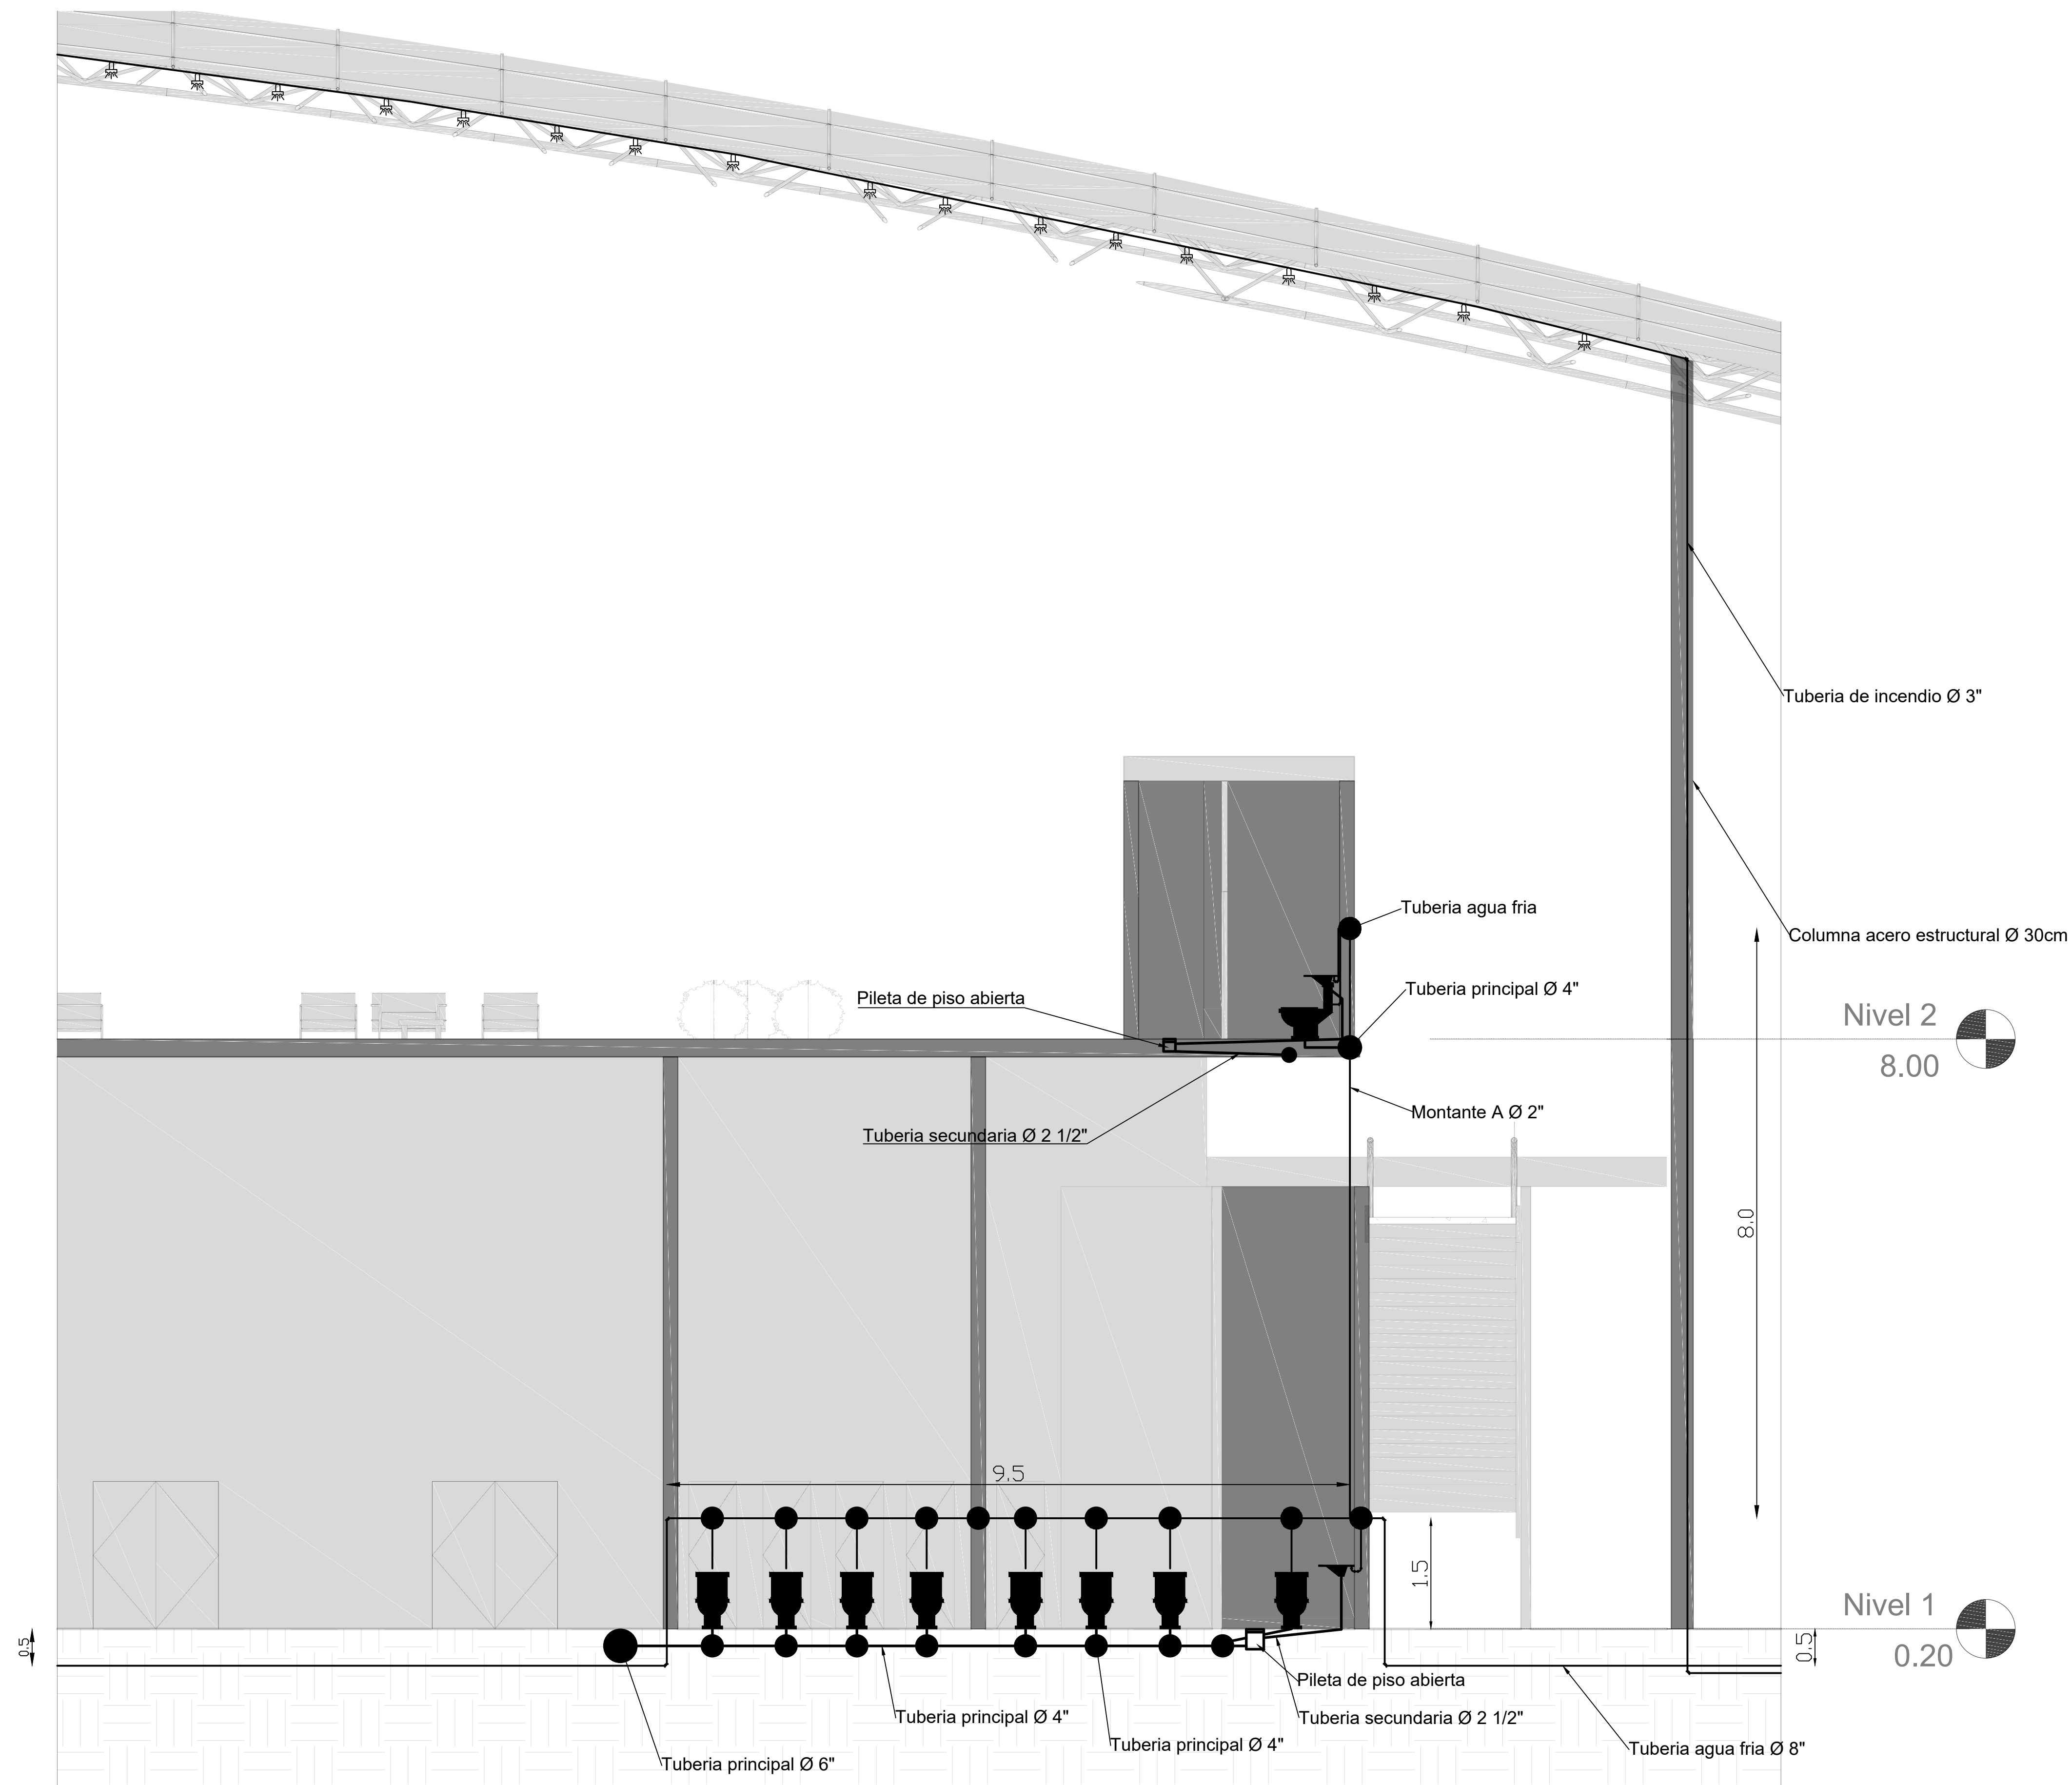 Tuberia de incendio Ø 3"
Tuberia agua fria
Columna acero estructural Ø 30cm
Pileta de piso abierta
Tuberia principal Ø 4"
Nivel 2
8.00
Montante A Ø 2"
Tuberia secundaria Ø 2 1/2"
8.0
9.5
1.5
Nivel 1
0.20
0.5
0.5
Pileta de piso abierta
Tuberia principal Ø 4"
Tuberia secundaria Ø 2 1/2"
Tuberia principal Ø 4"
Tuberia agua fria Ø 8"
Tuberia principal Ø 6"